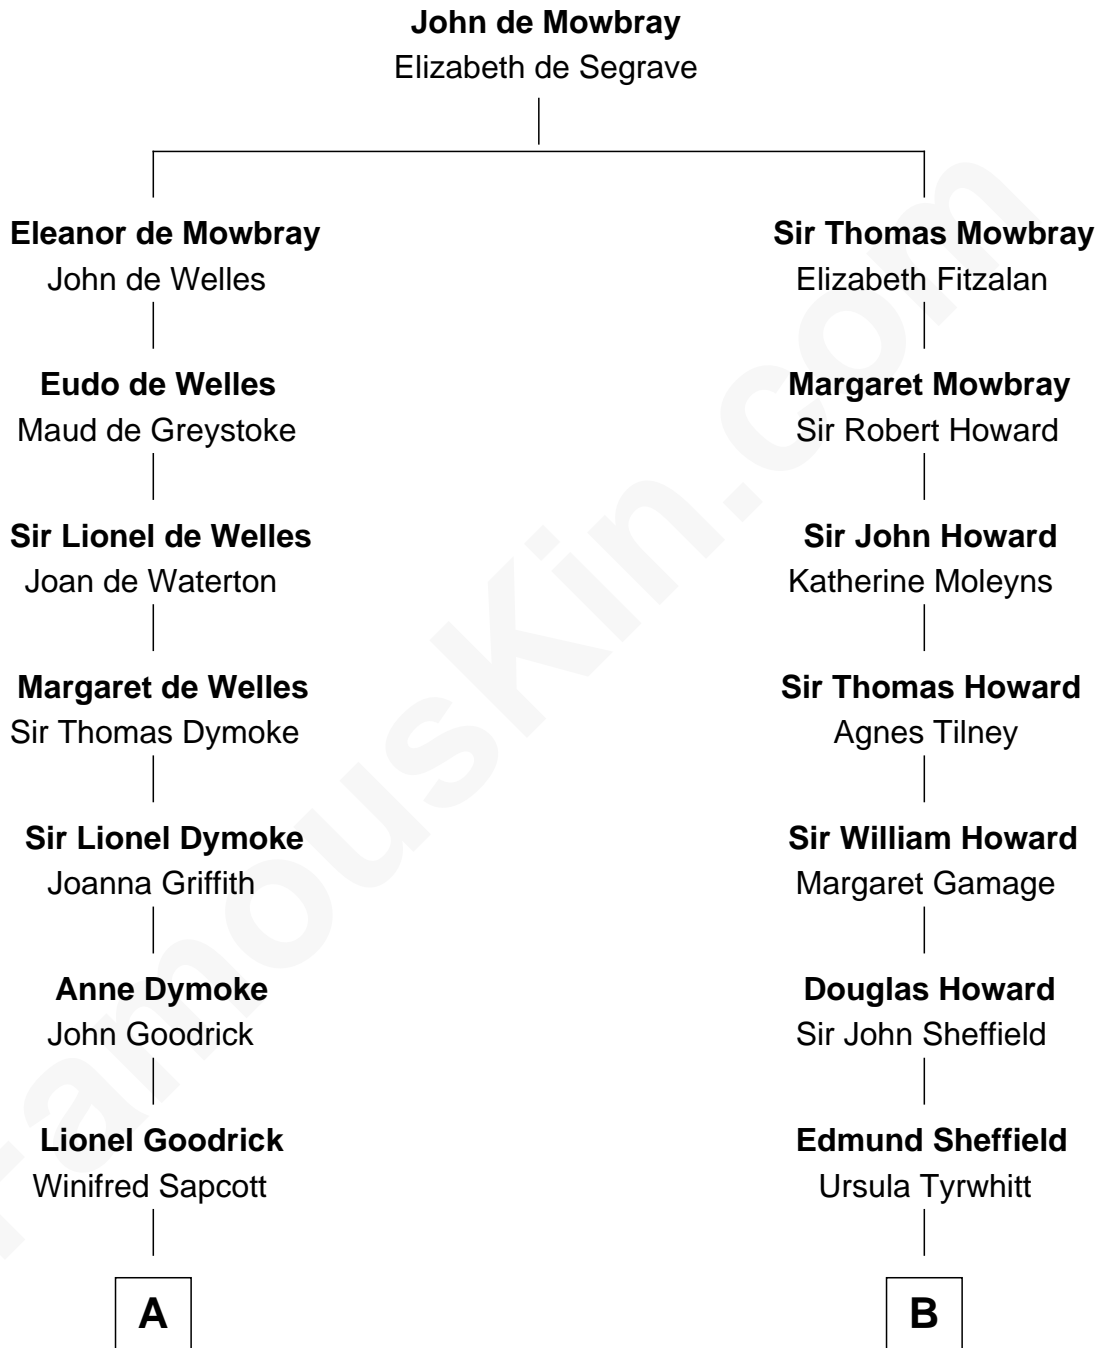 John de Mowbray
Elizabeth de Segrave
Eleanor de Mowbray
John de Welles
Sir Thomas Mowbray
Elizabeth Fitzalan
Eudo de Welles
Maud de Greystoke
Margaret Mowbray
Sir Robert Howard
Sir Lionel de Welles
Joan de Waterton
Sir John Howard
Katherine Moleyns
Margaret de Welles
Sir Thomas Dymoke
Sir Thomas Howard
Agnes Tilney
Sir Lionel Dymoke
Joanna Griffith
Sir William Howard
Margaret Gamage
Anne Dymoke
John Goodrick
Douglas Howard
Sir John Sheffield
Lionel Goodrick
Winifred Sapcott
Edmund Sheffield
Ursula Tyrwhitt
A
B
FamousKin.com